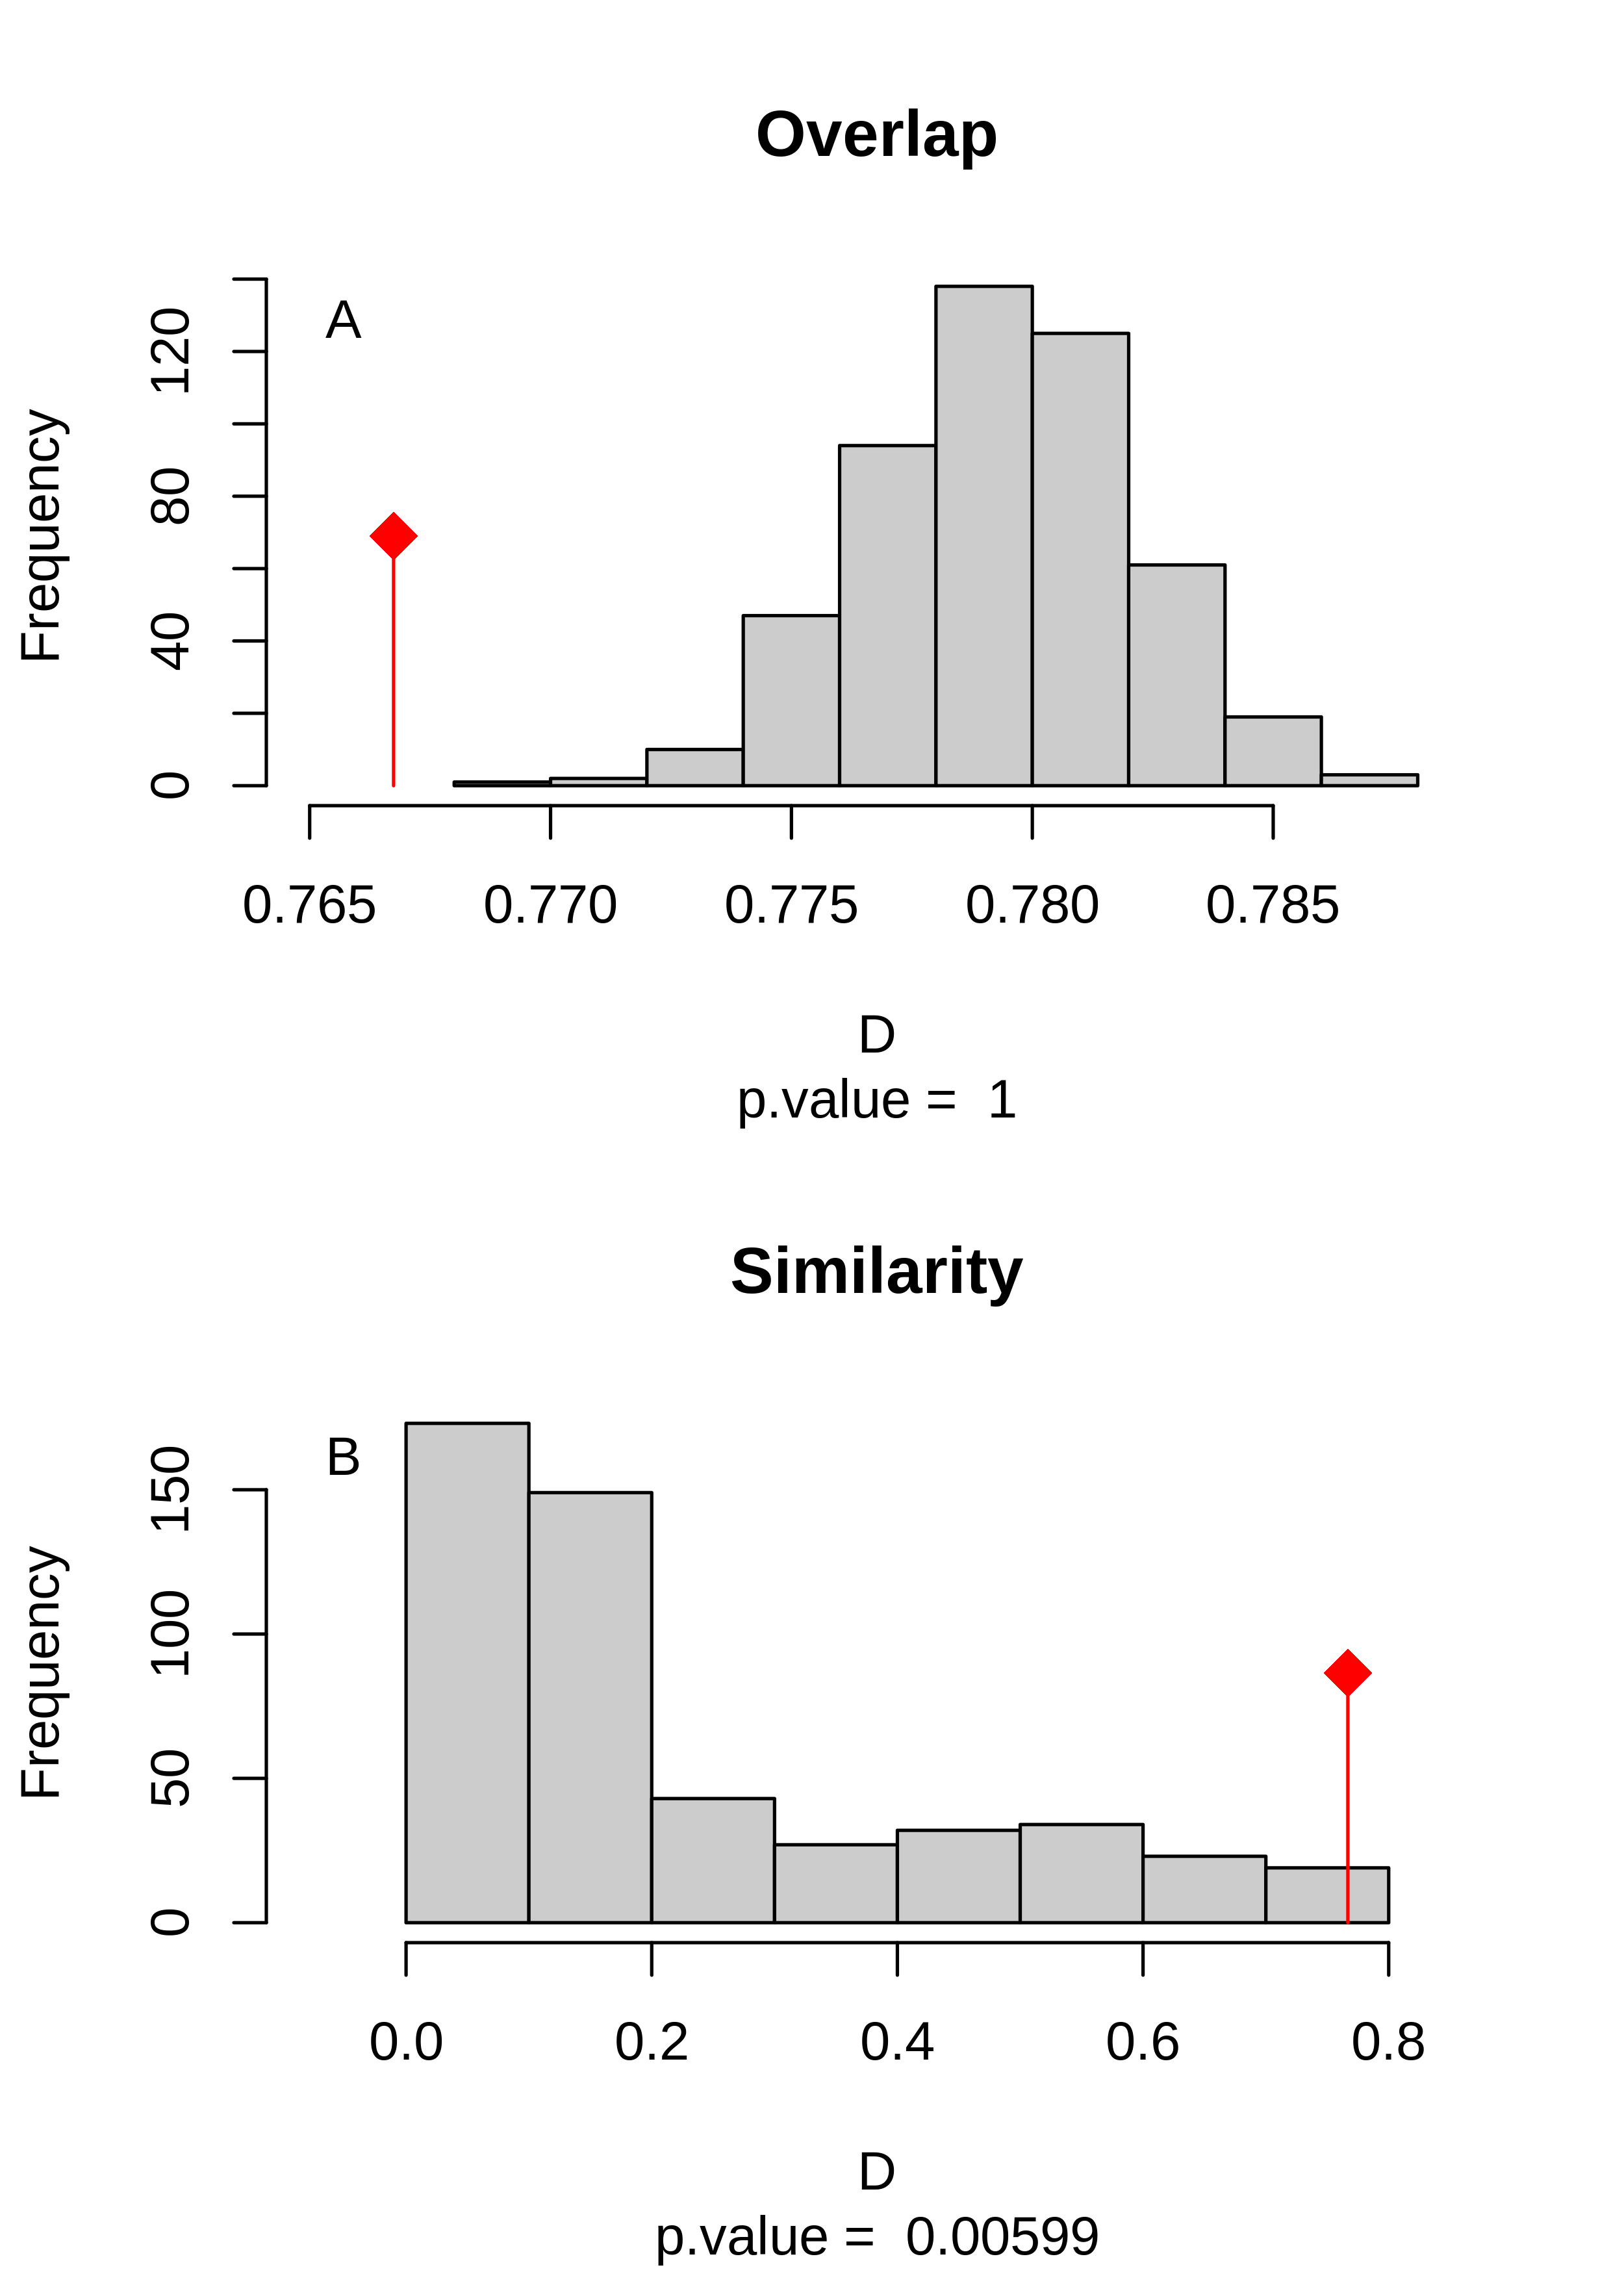 Overlap
A
Frequency
0 40 80 120
0.765 0.770 0.775 0.780 0.785
D
p.value =  1
Similarity
B
Frequency
0 50 100 150
0.0 0.2 0.4 0.6 0.8
D
p.value =  0.00599